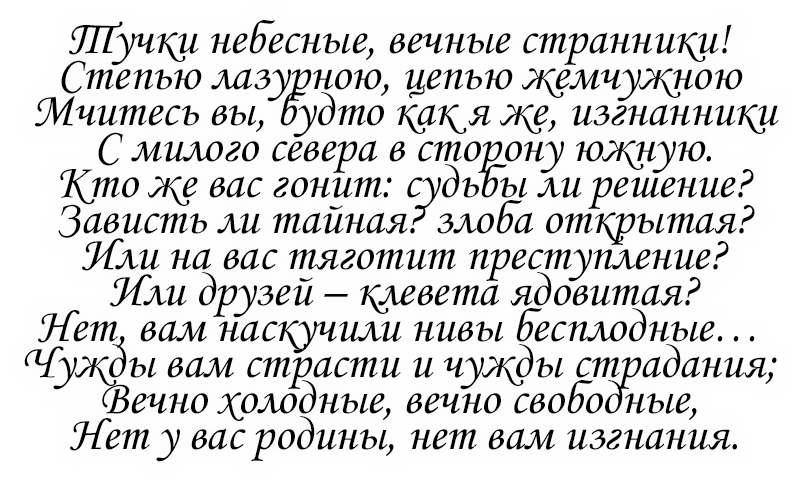 Тучки небесные, вечные странники!
Степью лазурною, цепью жемчужною
Мчитесь вы, будто как я же, изгнанники
С милого севера в сторону южную.
Кто же вас гонит: судьбы ли решение?
Зависть ли тайная? злоба открытая?
Или на вас тяготит преступление?
Или друзей – клевета ядовитая?
Нет, вам наскучили нивы бесплодные...
Чужды вам страсти и чужды страдания;
Вечно холодные, вечно свободные,
Нет у вас родины, нет вам изгнания.